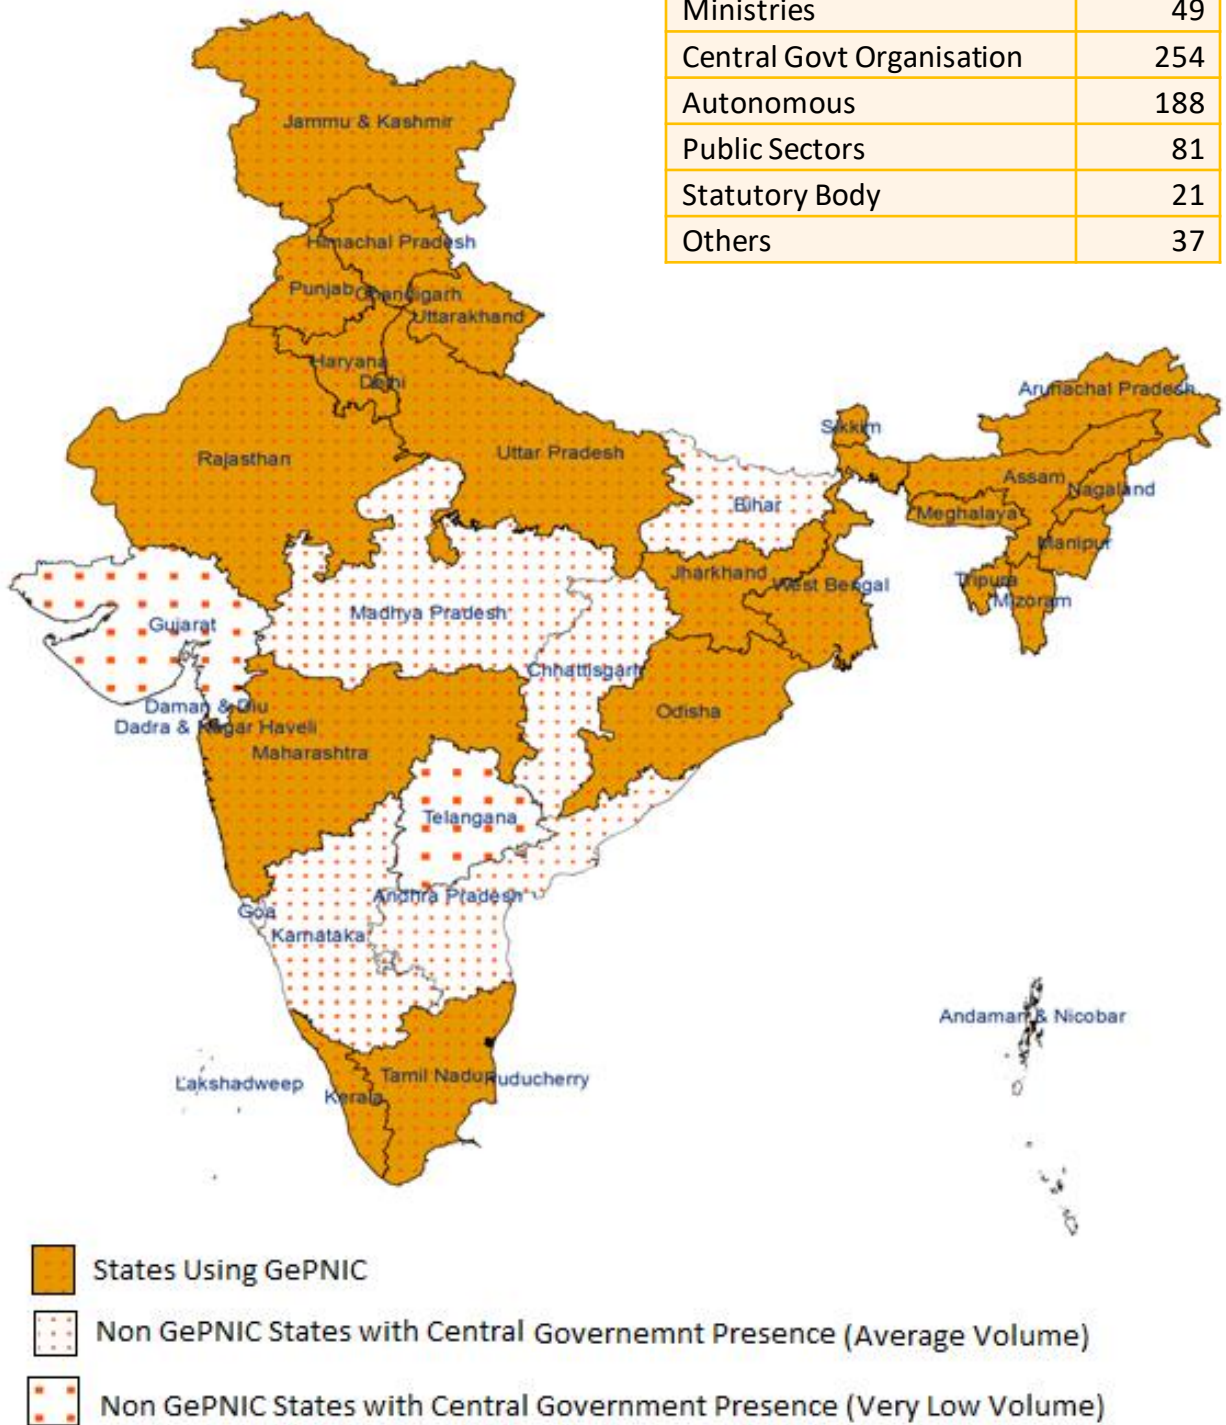 Ministries 49
Central Govt Organisation 254
Autonomous 188
Public Sectors 81
Statutory Body 21
Others 37
Jammu & Kashmir
Himachal Pradesh
Punjab
Chandigarh
Uttarakhand
Haryana
Delhi
Arunachal Pradesh
Sikkim
Rajasthan
Uttar Pradesh
Assam
Nagaland
Bihar
Meghalaya
Manipur
Jharkhand
West Bengal
Tripura
Mizoram
Gujarat
Madhya Pradesh
Chhattisgarh
Daman & Diu
Dadra & Nagar Haveli
Odisha
Maharashtra
Telangana
Andhra Pradesh
Goa
Karnataka
Andaman & Nicobar
Lakshadweep
Kerala
Tamil Nadu
Puducherry
States Using GePNIC
Non GePNIC States with Central Governemnt Presence (Average Volume)
Non GePNIC States with Central Government Presence (Very Low Volume)